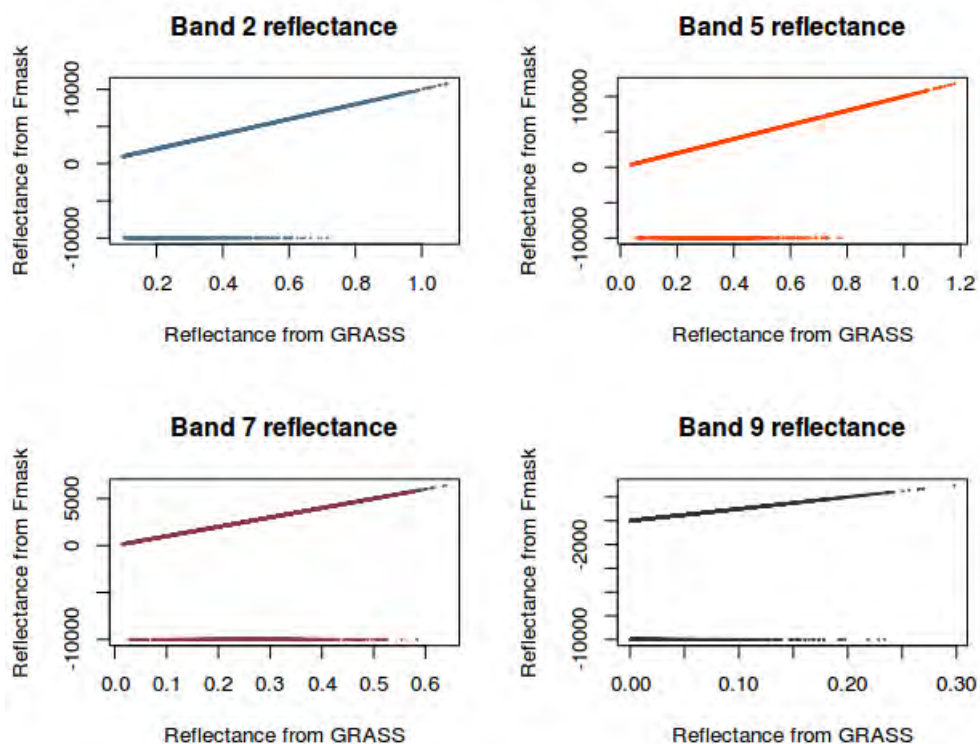 Band 2 reflectance
Reflectance from Fmask
10000
0
-10000
0.2 0.4 0.6 0.8 1.0
Reflectance from GRASS
Band 5 reflectance
Reflectance from Fmask
10000
0
-10000
0.0 0.2 0.4 0.6 0.8 1.0 1.2
Reflectance from GRASS
Band 7 reflectance
Reflectance from Fmask
5000
0
-10000
0.0 0.1 0.2 0.3 0.4 0.5 0.6
Reflectance from GRASS
Band 9 reflectance
Reflectance from Fmask
-2000
-10000
0.00 0.10 0.20 0.30
Reflectance from GRASS